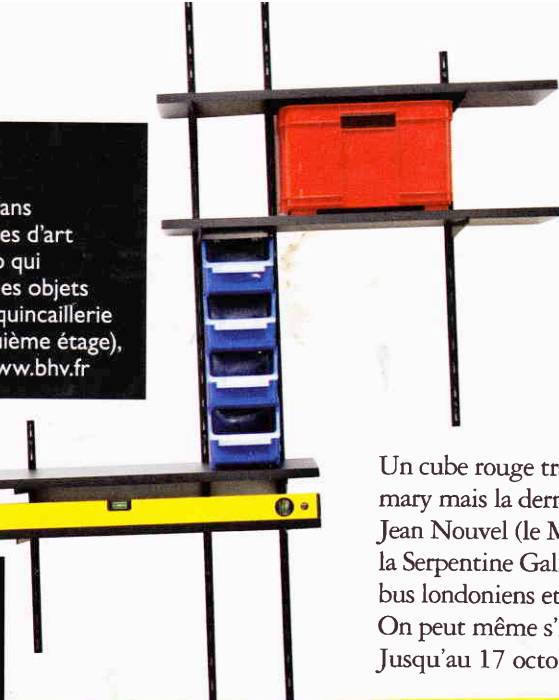 ans
es d'art
o qui
es objets
quincaillerie
ième étage),
ww.bhv.fr
Un cube rouge tr
mary mais la derr
Jean Nouvel (le M
la Serpentine Gal
bus londoniens et
On peut même s'
Jusqu'au 17 octo